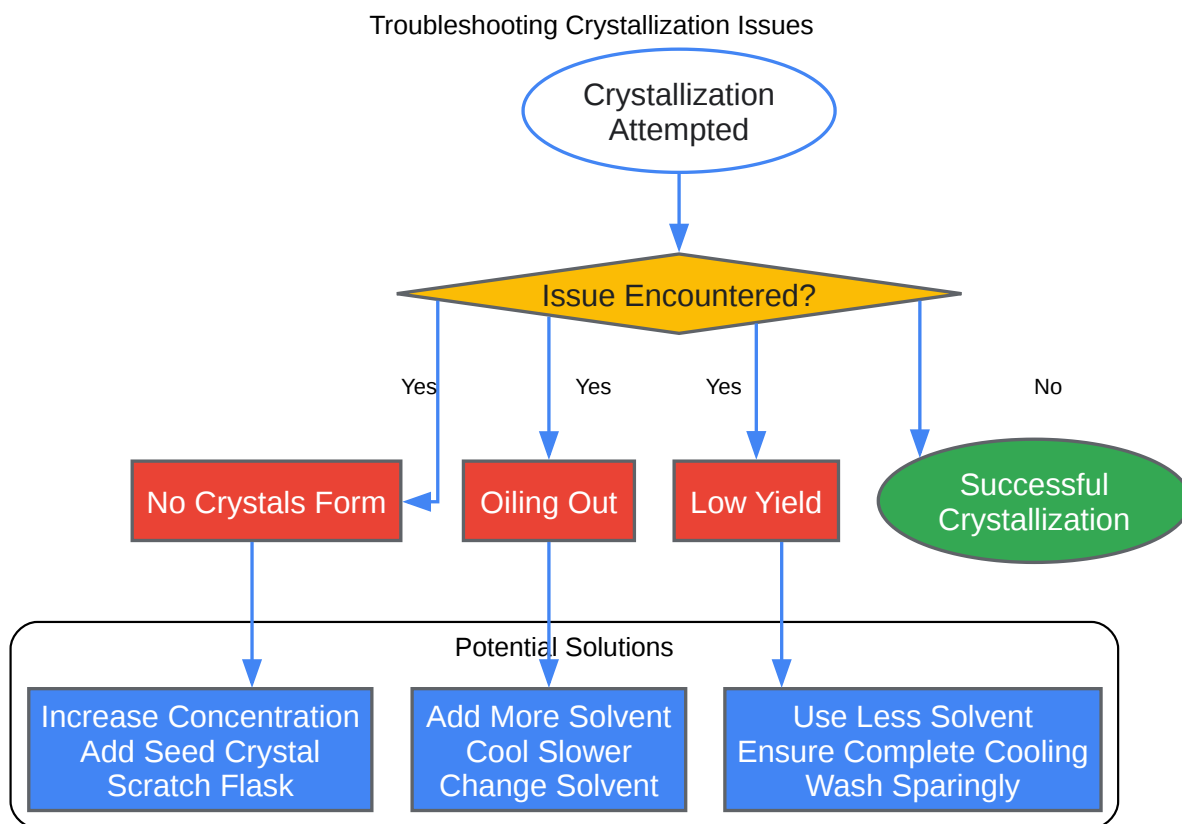 Troubleshooting Crystallization Issues
Crystallization
Attempted
Issue Encountered?
Yes
Yes
Yes
No
No Crystals Form
Oiling Out
Low Yield
Successful
Crystallization
Potential Solutions
Increase Concentration
Add Seed Crystal
Scratch Flask
Add More Solvent
Cool Slower
Change Solvent
Use Less Solvent
Ensure Complete Cooling
Wash Sparingly